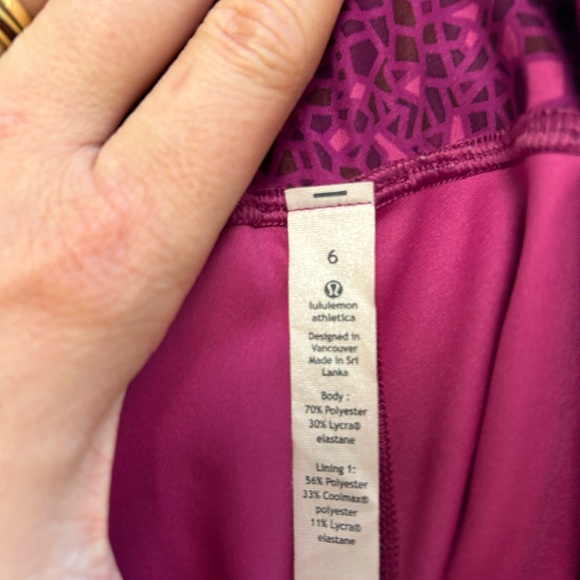 6
lululemon
athletica
Designed in
Vancouver
Made in Sri
Lanka
Body :
70% Polyester
30% Lycra®
elastane
Lining 1:
56% Polyester
33% Coolmax®
polyester
11% Lycra®
elastane